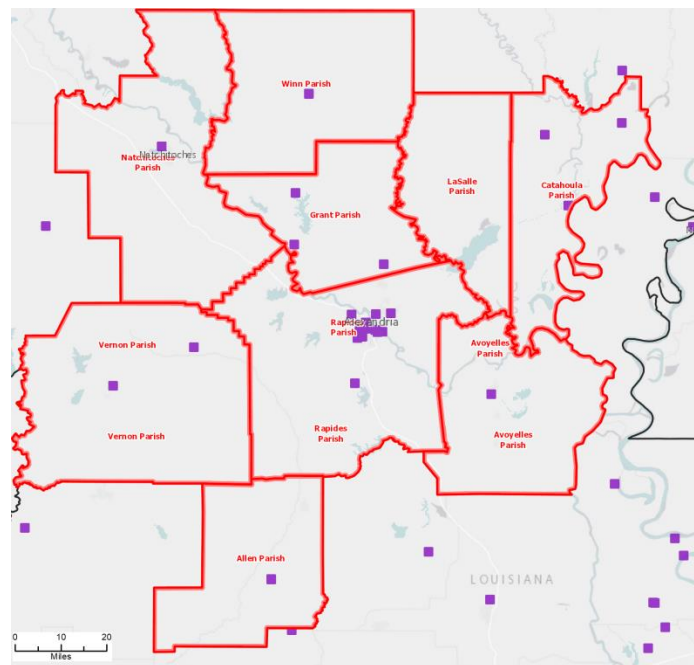 Winn Parish
Natchitoches
Natchitoches
Parish
LaSalle
Parish
Catahoula
Parish
Grant Parish
Alexandria
Rapides
Parish
Vernon Parish
Avoyelles
Parish
Rapides
Parish
Vernon Parish
Avoyelles
Parish
Allen Parish
LOUISIANA
0 10 20
Miles